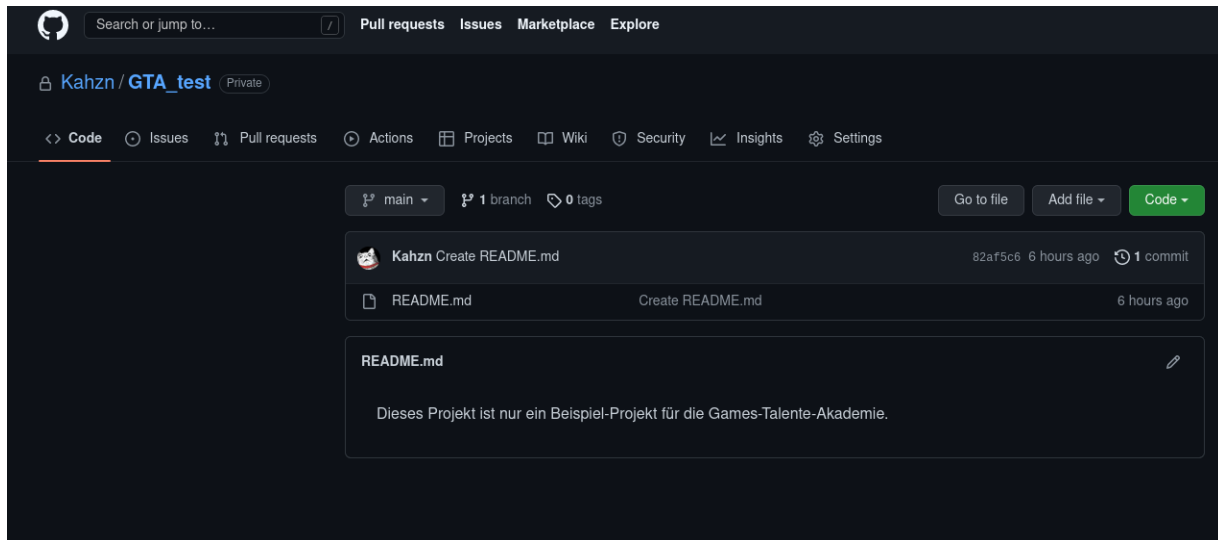 Search or jump to... / Pull requests Issues Marketplace Explore
Kahzn / GTA_test Private
<> Code Issues Pull requests Actions Projects Wiki Security Insights Settings
main 1 branch 0 tags Go to file Add file Code
Kahzn Create README.md 82af5c6 6 hours ago 1 commit
README.md Create README.md 6 hours ago
README.md
Dieses Projekt ist nur ein Beispiel-Projekt für die Games-Talente-Akademie.